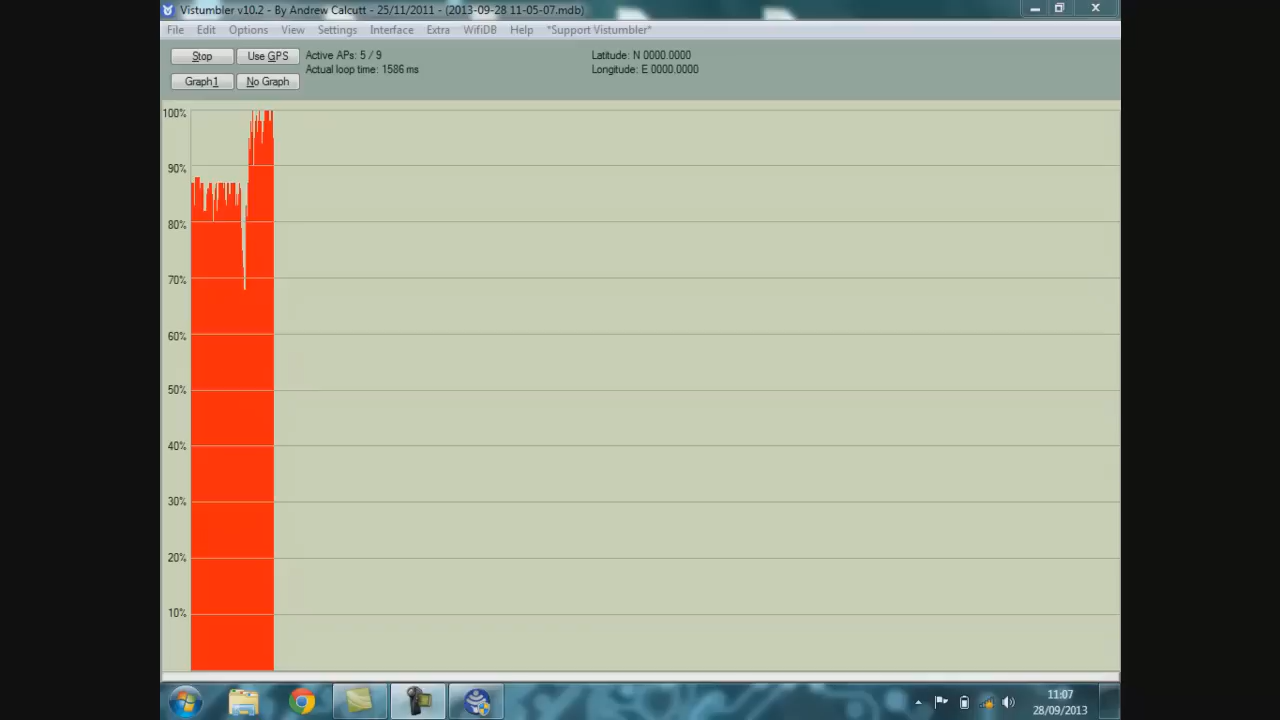 Vistumbler v10.2 - By Andrew Calcutt - 25/11/2011 - (2013-09-28 11-05-07.mdb)
File Edit Options View Settings Interface Extra WifiDB Help *Support Vistumbler*
Stop Use GPS Active APs: 5 / 9 Latitude: N 0000.0000
Actual loop time: 1586 ms Longitude: E 0000.0000
Graph1 No Graph
100%
90%
80%
70%
60%
50%
40%
30%
20%
10%
11:07
28/09/2013